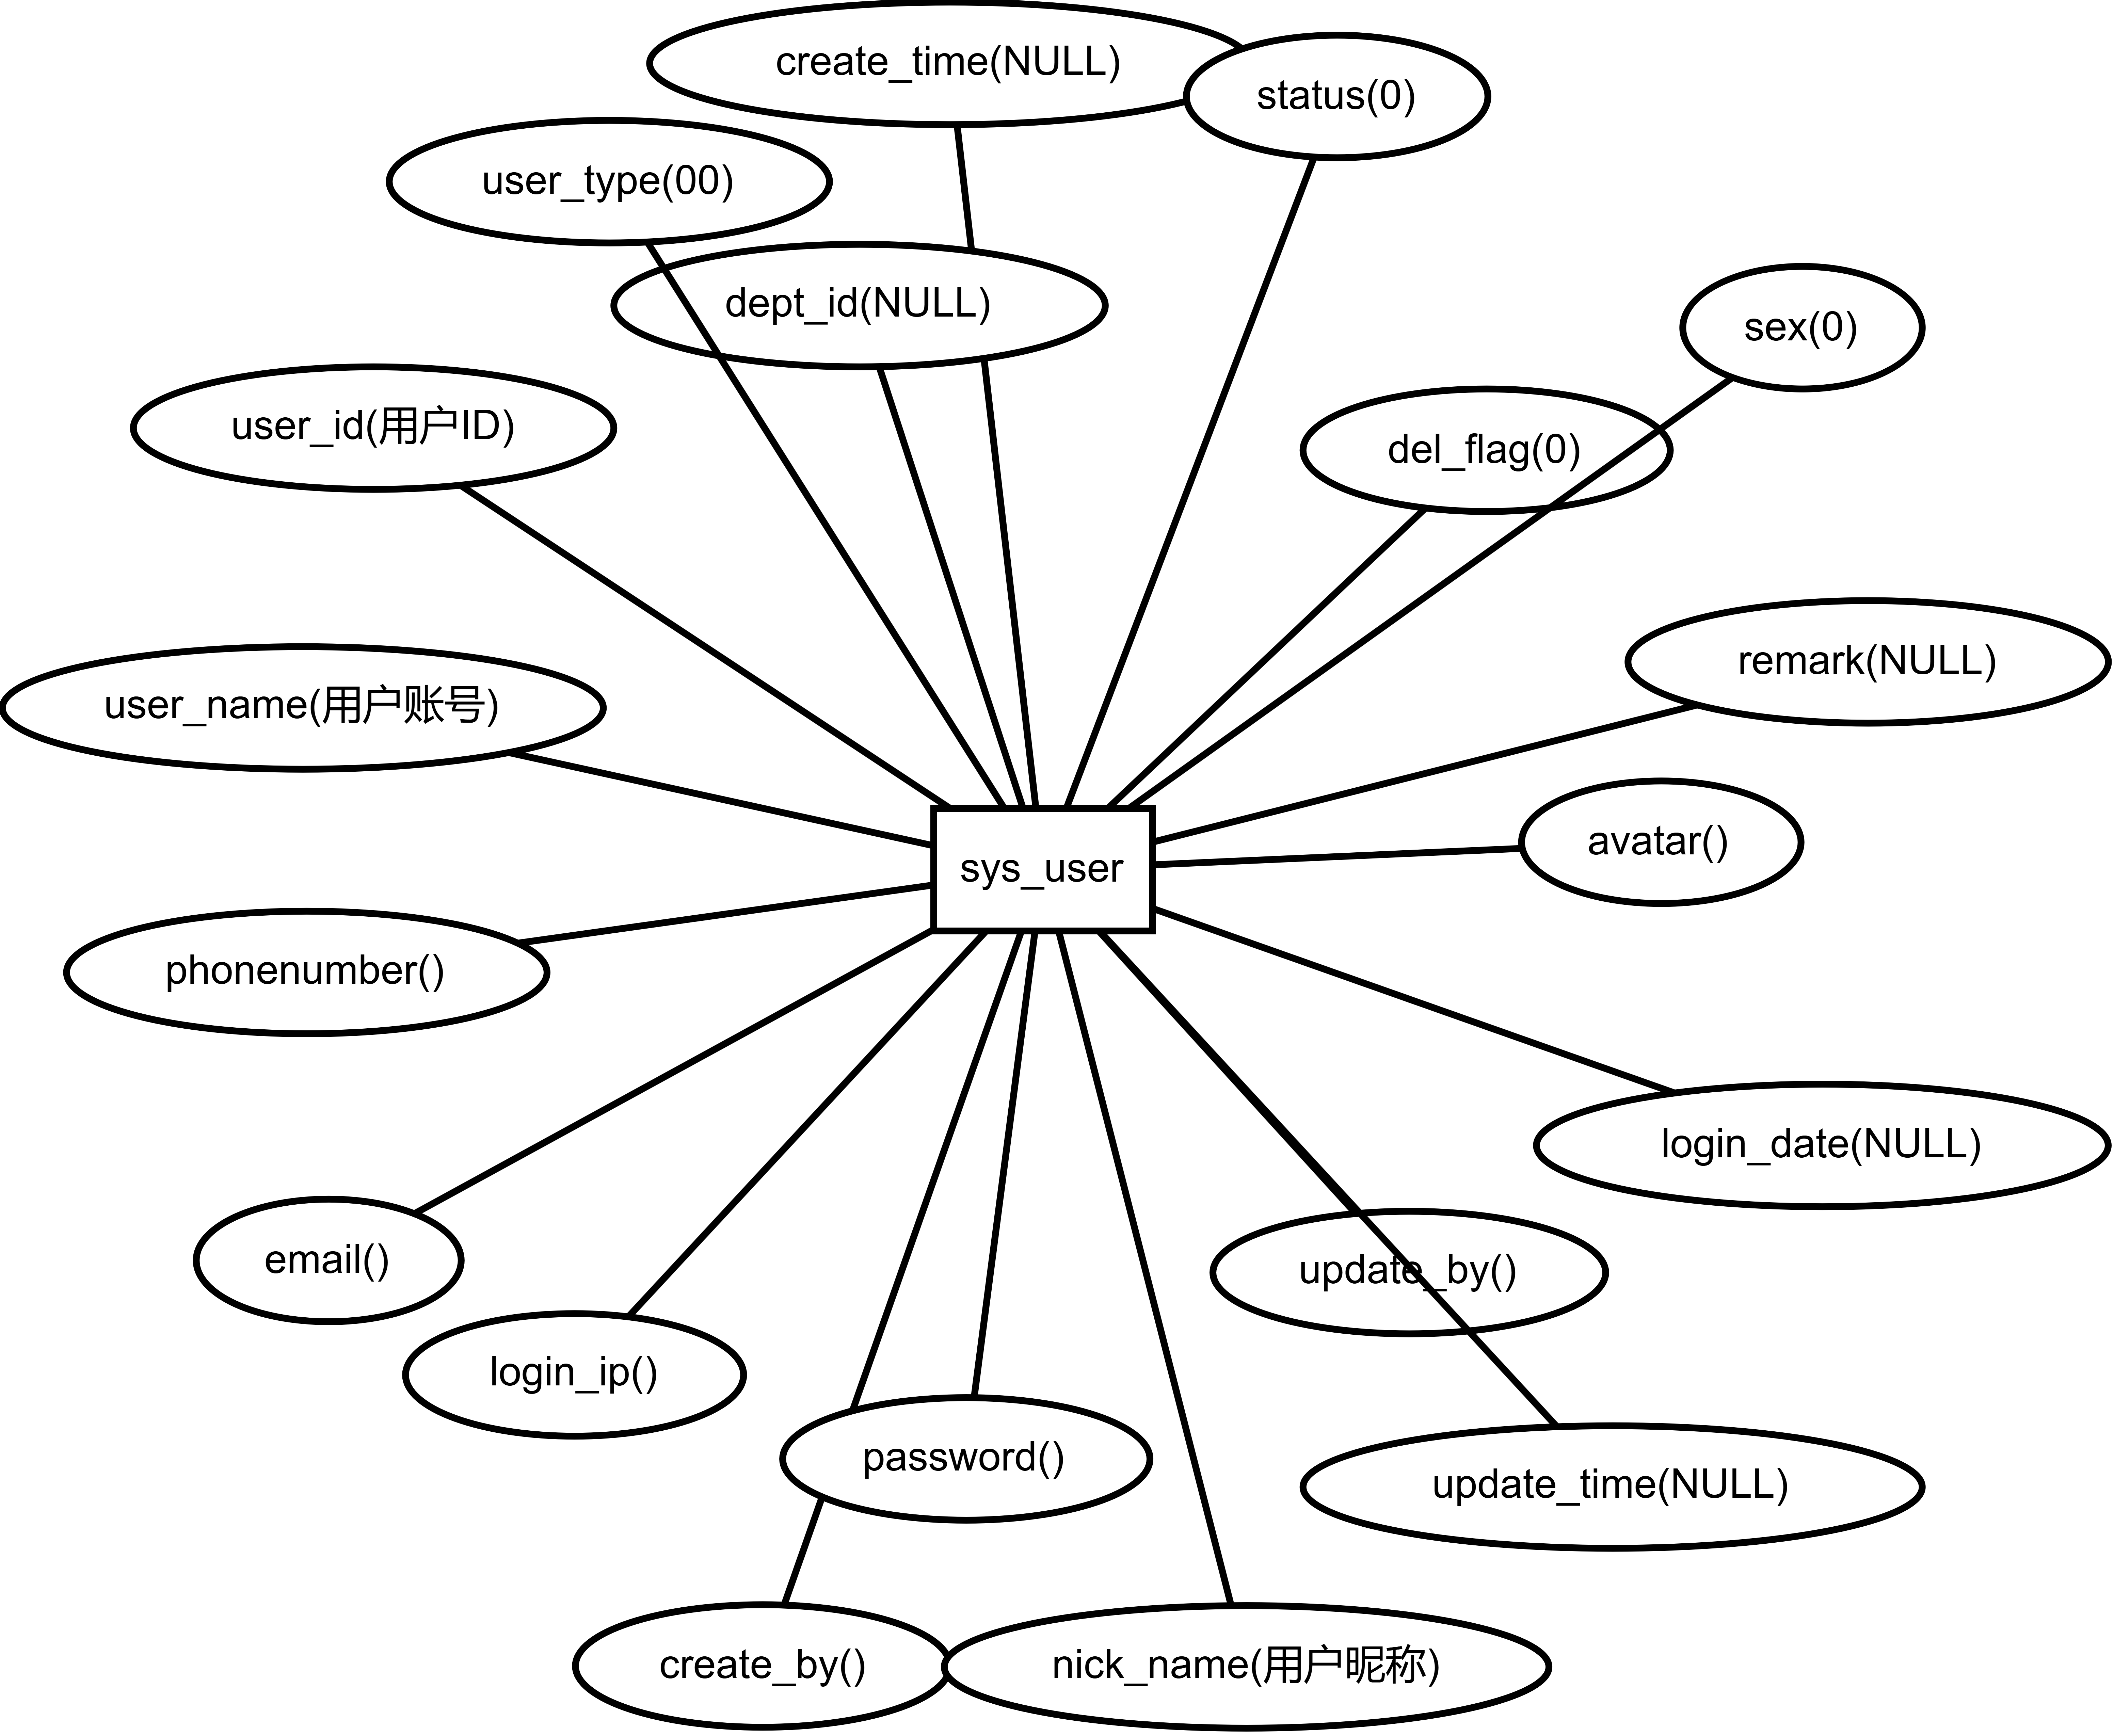 create_time(NULL)
status(0)
user_type(00)
dept_id(NULL)
sex(0)
user_id(用户ID)
del_flag(0)
remark(NULL)
user_name(用户账号)
avatar()
sys_user
phonenumber()
login_date(NULL)
email()
update_by()
login_ip()
password()
update_time(NULL)
create_by()
nick_name(用户昵称)